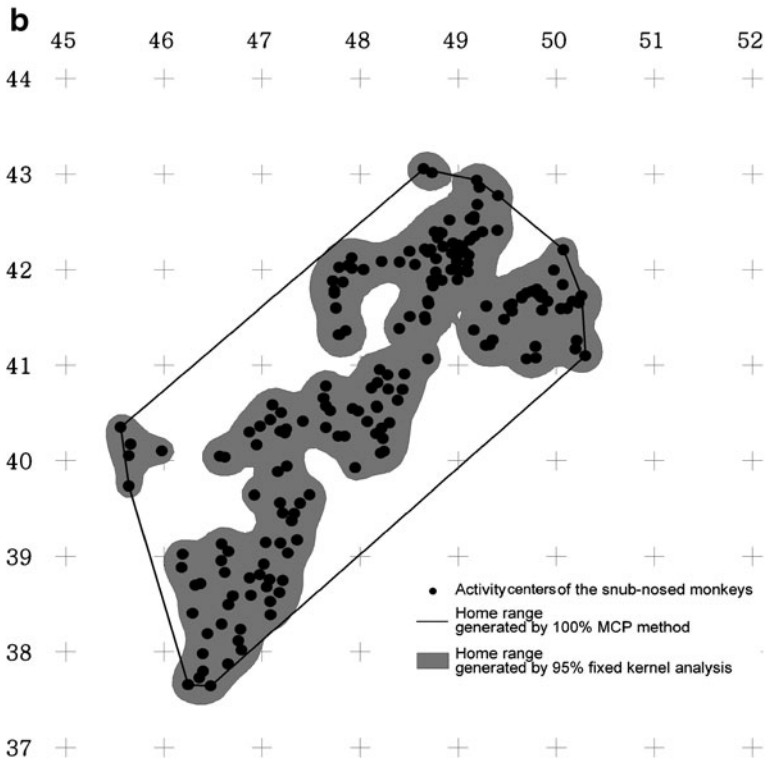 b
45 46 47 48 49 50 51 52
44
43
42
41
40
39
38
37
Activity centers of the snub-nosed monkeys
Home range
generated by 100% MCP method
Home range
generated by 95% fixed kernel analysis